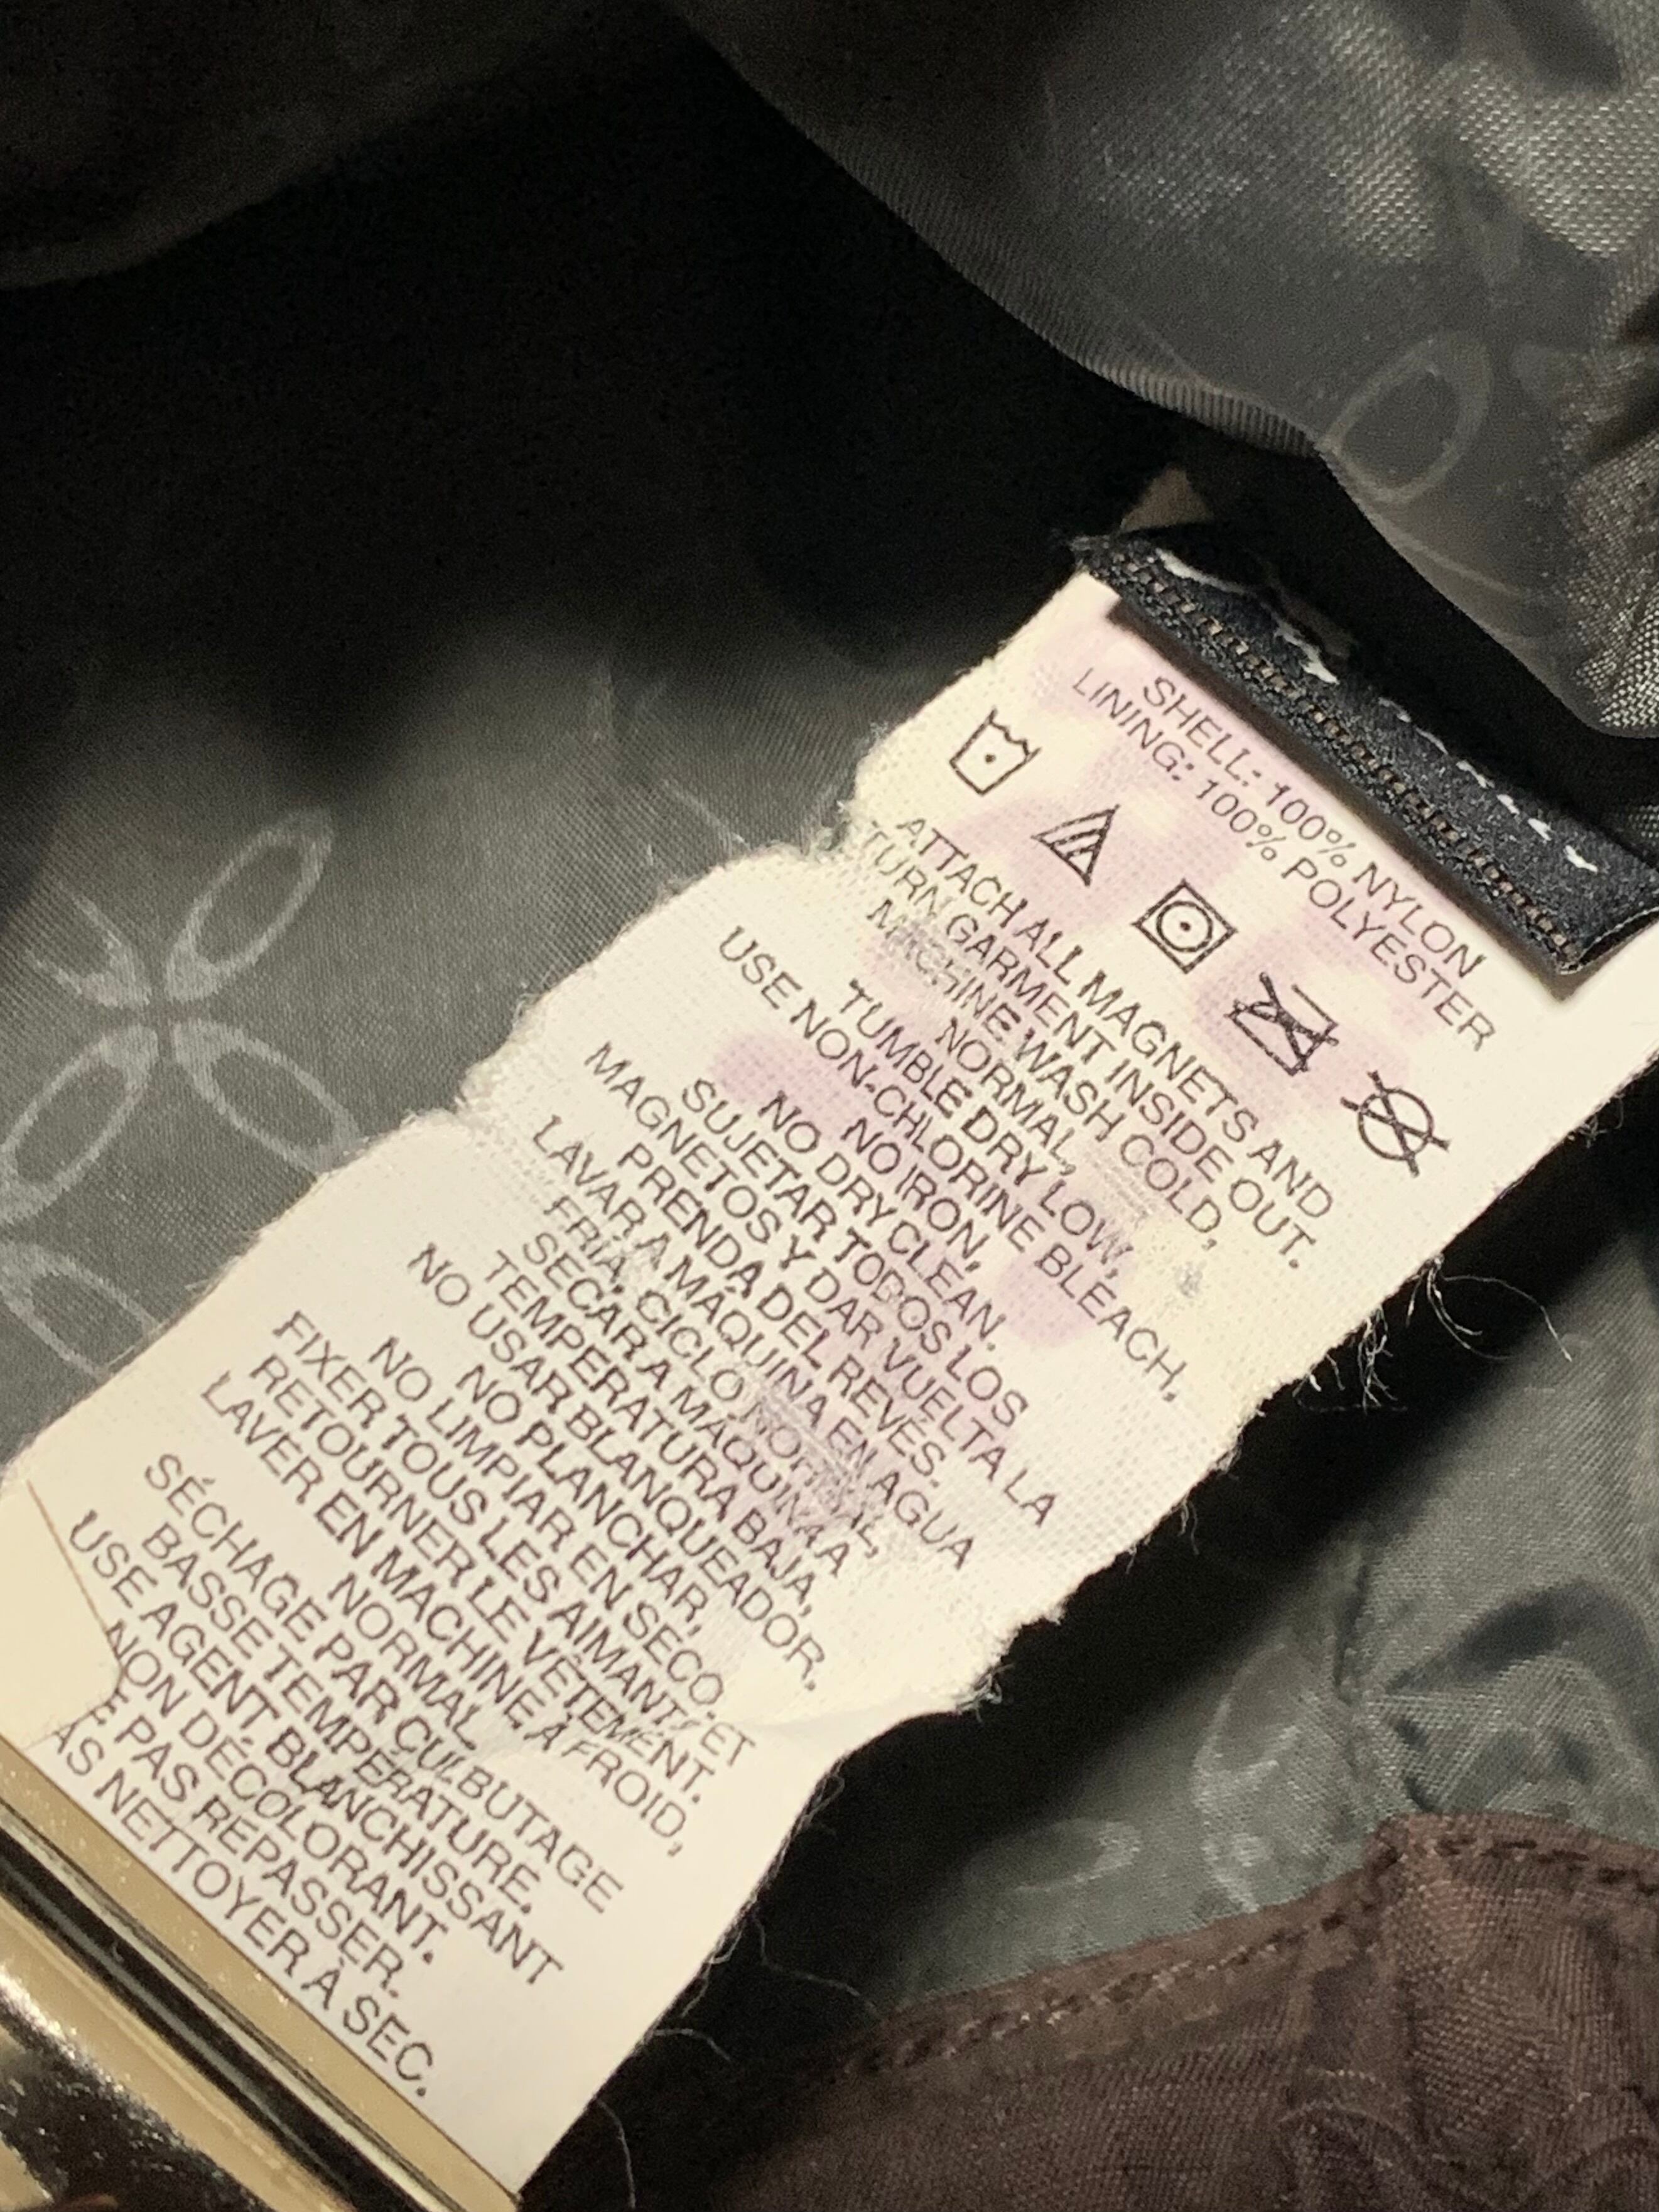 SHELL: 100% NYLON
LINING: 100% POLYESTER
ATTACH ALL MAGNETS AND
TURN GARMENT INSIDE OUT.
MACHINE WASH COLD,
NORMAL,
TUMBLE DRY LOW,
USE NON-CHLORINE BLEACH,
NO IRON,
NO DRY CLEAN.
SUJETAR TODOS LOS
MAGNETOS Y DAR VUELTA LA
PRENDA DEL REVÉS.
LAVAR A MÁQUINA EN AGUA
FRÍA, CICLO NORMAL,
SECAR A MÁQUINA A
TEMPERATURA BAJA,
NO USAR BLANQUEADOR.
NO PLANCHAR,
NO LIMPIAR EN SECO.
FIXER TOUS LES AIMANTS ET
RETOURNER LE VÊTEMENT.
LAVER EN MACHINE À FROID,
NORMAL.
SÉCHAGE PAR CULBUTAGE
BASSE TEMPÉRATURE.
USE AGENT BLANCHISSANT
NON DÉCOLORANT.
E PAS REPASSER.
AS NETTOYER À SEC.